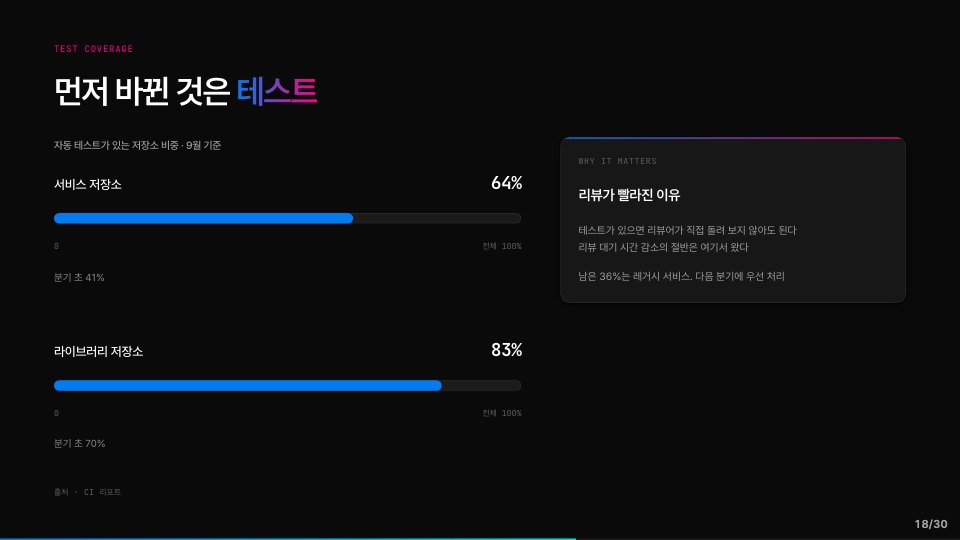 TEST COVERAGE
먼저 바뀐 것은 테스트
자동 테스트가 있는 저장소 비중 · 9월 기준
서비스 저장소
64%
0
전체 100%
분기 초 41%
라이브러리 저장소
83%
0
전체 100%
분기 초 70%
출처 · CI 리포트
WHY IT MATTERS
리뷰가 빨라진 이유
테스트가 있으면 리뷰어가 직접 돌려 보지 않아도 된다
리뷰 대기 시간 감소의 절반은 여기서 왔다
남은 36%는 레거시 서비스. 다음 분기에 우선 처리
18/30